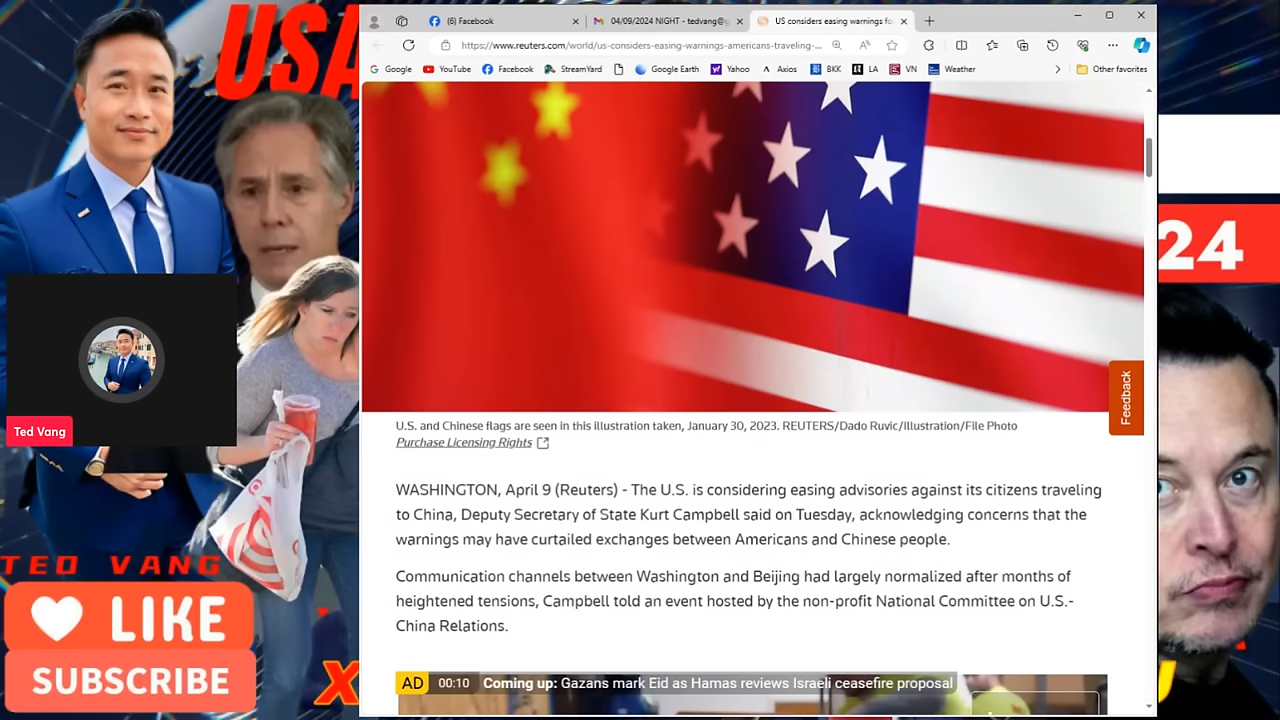 USA
(6) Facebook
04/09/2024 NIGHT - tedvang@g
US considers easing warnings fo
https://www.reuters.com/world/us-considers-easing-warnings-americans-traveling-...
Google
YouTube
Facebook
StreamYard
Google Earth
Yahoo
Axios
BKK
LA
VN
Weather
Other favorites
24
Feedback
U.S. and Chinese flags are seen in this illustration taken, January 30, 2023. REUTERS/Dado Ruvic/Illustration/File Photo
Purchase Licensing Rights
Ted Vang
WASHINGTON, April 9 (Reuters) - The U.S. is considering easing advisories against its citizens traveling
to China, Deputy Secretary of State Kurt Campbell said on Tuesday, acknowledging concerns that the
warnings may have curtailed exchanges between Americans and Chinese people.
TED VANG
Communication channels between Washington and Beijing had largely normalized after months of
heightened tensions, Campbell told an event hosted by the non-profit National Committee on U.S.-
China Relations.
LIKE
SUBSCRIBE
X
AD 00:10 Coming up: Gazans mark Eid as Hamas reviews Israeli ceasefire proposal